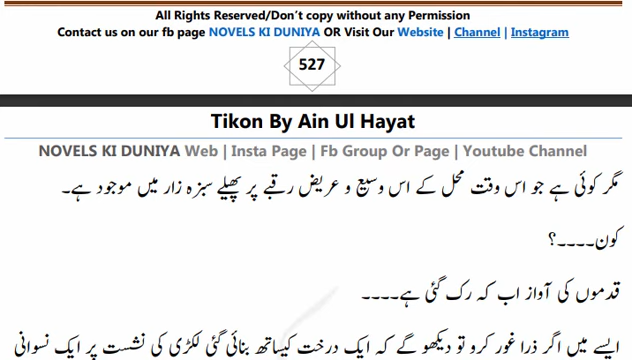 All Rights Reserved/Don't copy without any Permission
Contact us on our fb page NOVELS KI DUNIYA OR Visit Our Website | Channel | Instagram
527
Tikon By Ain Ul Hayat
NOVELS KI DUNIYA Web | Insta Page | Fb Group Or Page | Youtube Channel
مگر کوئی ہے جو اس وقت محل کے اس وسیع و عریض رقبے پر پھیلے سبزہ زار میں موجود ہے۔
کون۔۔۔۔؟
قدموں کی آواز اب کہ رک گئی ہے۔۔۔۔
ایسے میں اگر ذرا غور کرو تو دیکھو گے کہ ایک درخت کیساتھ بنائی گئی لکڑی کی نشست پر ایک نسوانی